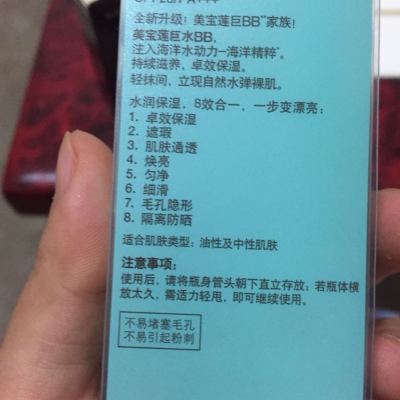 全新升级！美宝莲巨BB™家族！
美宝莲巨水BB，
注入海洋水动力-海洋精粹*。
持续滋养，卓效保湿。
轻抹间，立现自然水弹裸肌。
水润保湿，8效合一，一步变漂亮：
1. 卓效保湿
2. 遮瑕
3. 肌肤通透
4. 焕亮
5. 匀净
6. 细滑
7. 毛孔隐形
8. 隔离防晒
适合肌肤类型：油性及中性肌肤
注意事项：
使用后，请将瓶身管头朝下直立存放；若瓶体横
放太久，需适力轻甩，即可继续使用。
不易堵塞毛孔
不易引起粉刺